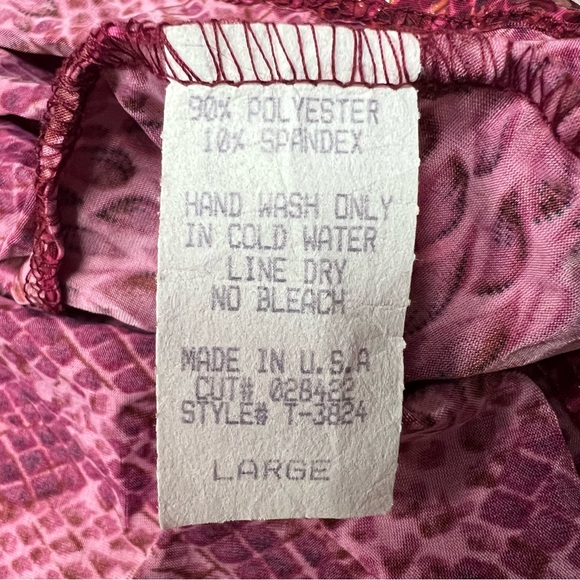 90% POLYESTER
10% SPANDEX
HAND WASH ONLY
IN COLD WATER
LINE DRY
NO BLEACH
MADE IN U.S.A
CUT# 028422
STYLE# T-3824
LARGE